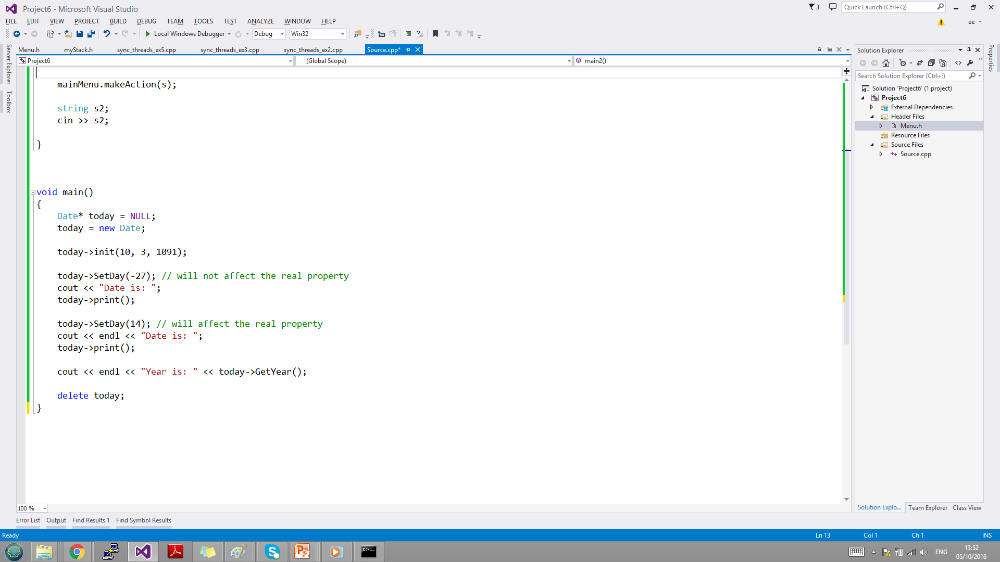 Project6 - Microsoft Visual Studio
3
Quick Launch (Ctrl+Q)
FILE EDIT VIEW PROJECT BUILD DEBUG TEAM TOOLS TEST ANALYZE WINDOW HELP
ee
Local Windows Debugger Debug Win32
Server Explorer
Toolbox
Menu.h myStack.h sync_threads_ex5.cpp sync_threads_ex3.cpp sync_threads_ex2.cpp Source.cpp*
Project6 (Global Scope) main2()
mainMenu.makeAction(s);
string s2;
cin >> s2;
}
void main()
{
Date* today = NULL;
today = new Date;
today->init(10, 3, 1091);
today->SetDay(-27); // will not affect the real property
cout << "Date is: ";
today->print();
today->SetDay(14); // will affect the real property
cout << endl << "Date is: ";
today->print();
cout << endl << "Year is: " << today->GetYear();
delete today;
}
100 %
Solution Explorer
Search Solution Explorer (Ctrl+;)
Solution 'Project6' (1 project)
Project6
External Dependencies
Header Files
Menu.h
Resource Files
Source Files
Source.cpp
Solution Explo... Team Explorer Class View
Properties
Error List Output Find Results 1 Find Symbol Results
Ready Ln 13 Col 1 Ch 1 INS
ENG
13:52
05/10/2016